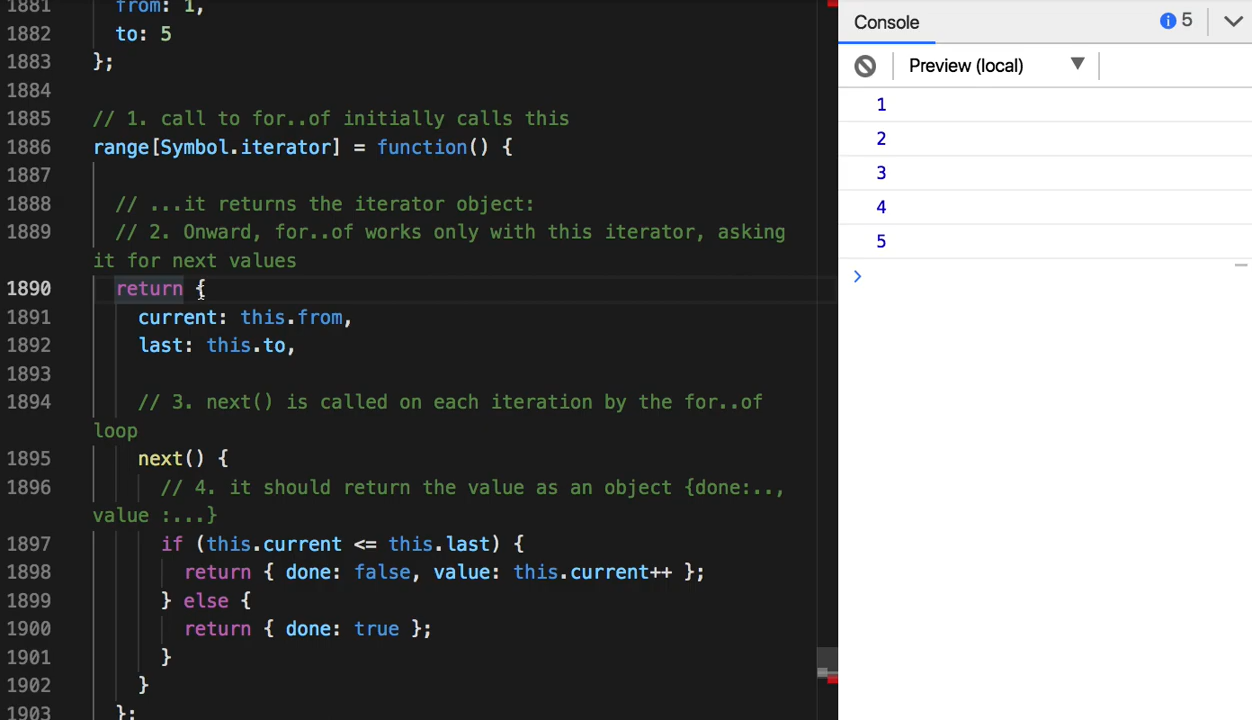 1881 from: 1,
1882 to: 5
1883 };
1884
1885 // 1. call to for..of initially calls this
1886 range[Symbol.iterator] = function() {
1887
1888 // ...it returns the iterator object:
1889 // 2. Onward, for..of works only with this iterator, asking
it for next values
1890 return {
1891 current: this.from,
1892 last: this.to,
1893
1894 // 3. next() is called on each iteration by the for..of
loop
1895 next() {
1896 // 4. it should return the value as an object {done:..,
value :...}
1897 if (this.current <= this.last) {
1898 return { done: false, value: this.current++ };
1899 } else {
1900 return { done: true };
1901 }
1902 }
1903 };
Console
5
Preview (local)
1
2
3
4
5